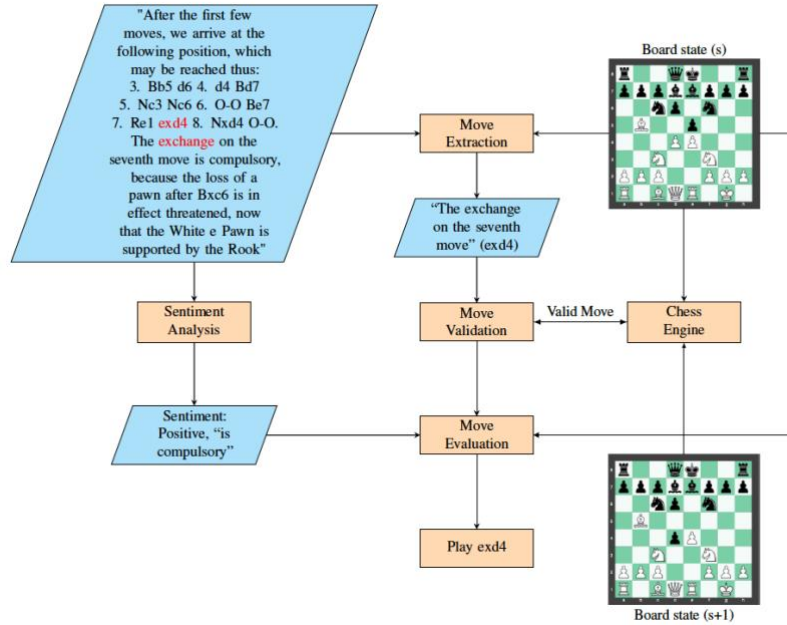 "After the first few
moves, we arrive at the
following position, which
may be reached thus:
3. Bb5 d6 4. d4 Bd7
5. Nc3 Nc6 6. O-O Be7
7. Re1 exd4 8. Nxd4 O-O.
The exchange on the
seventh move is compulsory,
because the loss of a
pawn after Bxc6 is in
effect threatened, now
that the White e Pawn is
supported by the Rook"
Move
Extraction
Board state (s)
"The exchange
on the seventh
move" (exd4)
Sentiment
Analysis
Move
Validation
Valid Move
Chess
Engine
Sentiment:
Positive, "is
compulsory"
Move
Evaluation
Play exd4
Board state (s+1)